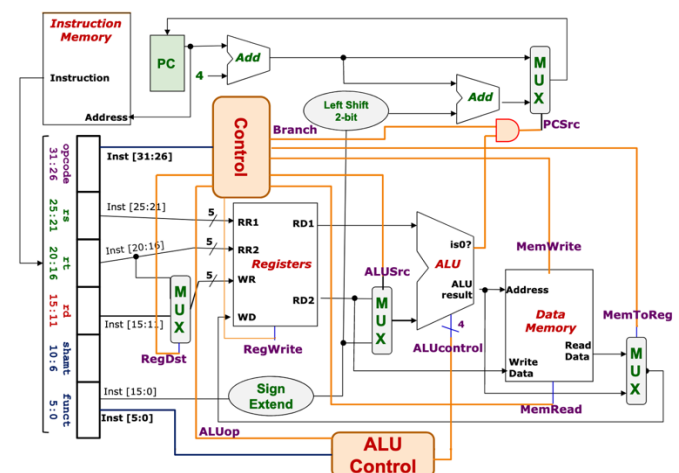 Instruction
Memory
Instruction
Address
PC
4
Add
Add
Left Shift
2-bit
M
U
X
PCSrc
Branch
Control
opcode
31:26
rs
25:21
rt
20:16
rd
15:11
shamt
10:6
funct
5:0
Inst [31:26]
Inst [25:21]
Inst [20:16]
Inst [15:11]
Inst [15:0]
Inst [5:0]
M
U
X
RegDst
5
5
5
RR1
RR2
WR
WD
Registers
RD1
RD2
RegWrite
ALUSrc
M
U
X
is0?
ALU
ALU
result
4
ALUcontrol
MemWrite
Address
Data
Memory
Read
Data
Write
Data
MemRead
MemToReg
M
U
X
Sign
Extend
ALUop
ALU
Control